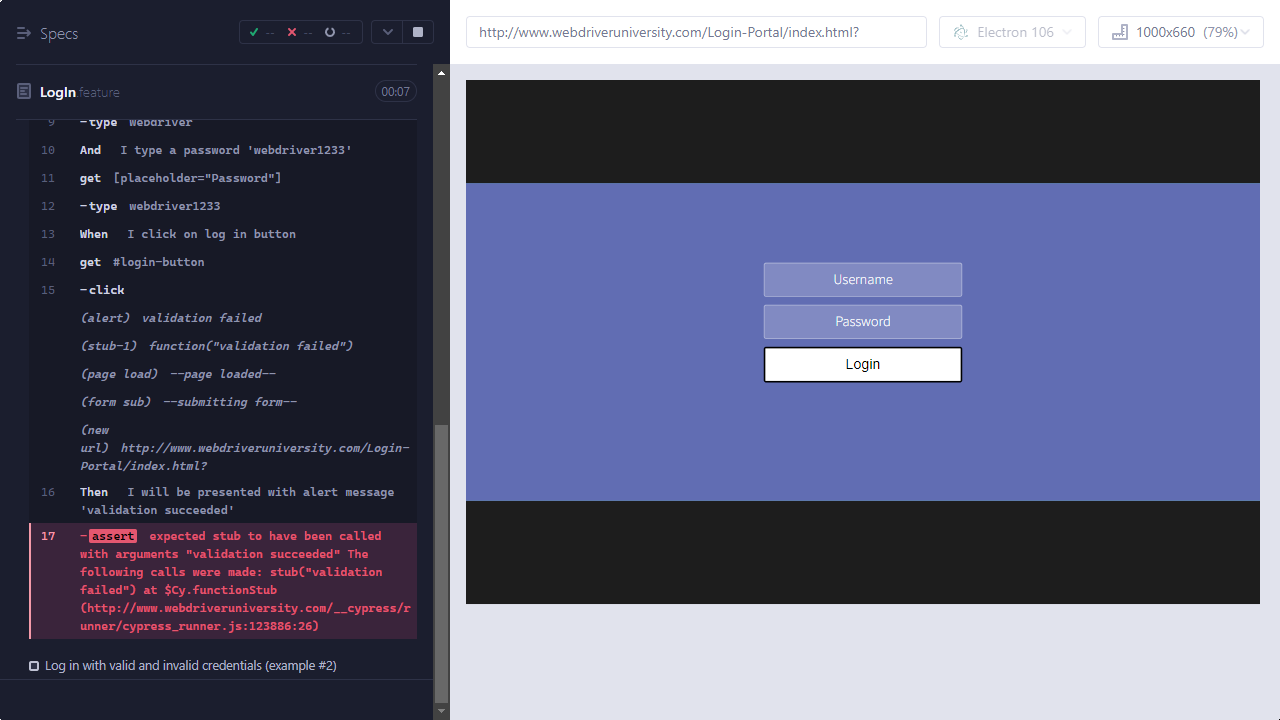 Specs
--
--
--
LogIn.feature
00:07
9 -type webdriver
10 And I type a password 'webdriver1233'
11 get [placeholder="Password"]
12 -type webdriver1233
13 When I click on log in button
14 get #login-button
15 -click
(alert) validation failed
(stub-1) function("validation failed")
(page load) --page loaded--
(form sub) --submitting form--
(new
url) http://www.webdriveruniversity.com/Login-
Portal/index.html?
16 Then I will be presented with alert message
'validation succeeded'
17 -assert expected stub to have been called
with arguments "validation succeeded" The
following calls were made: stub("validation
failed") at $Cy.functionStub
(http://www.webdriveruniversity.com/__cypress/r
unner/cypress_runner.js:123886:26)
Log in with valid and invalid credentials (example #2)
http://www.webdriveruniversity.com/Login-Portal/index.html?
Electron 106
1000x660 (79%)
Username
Password
Login